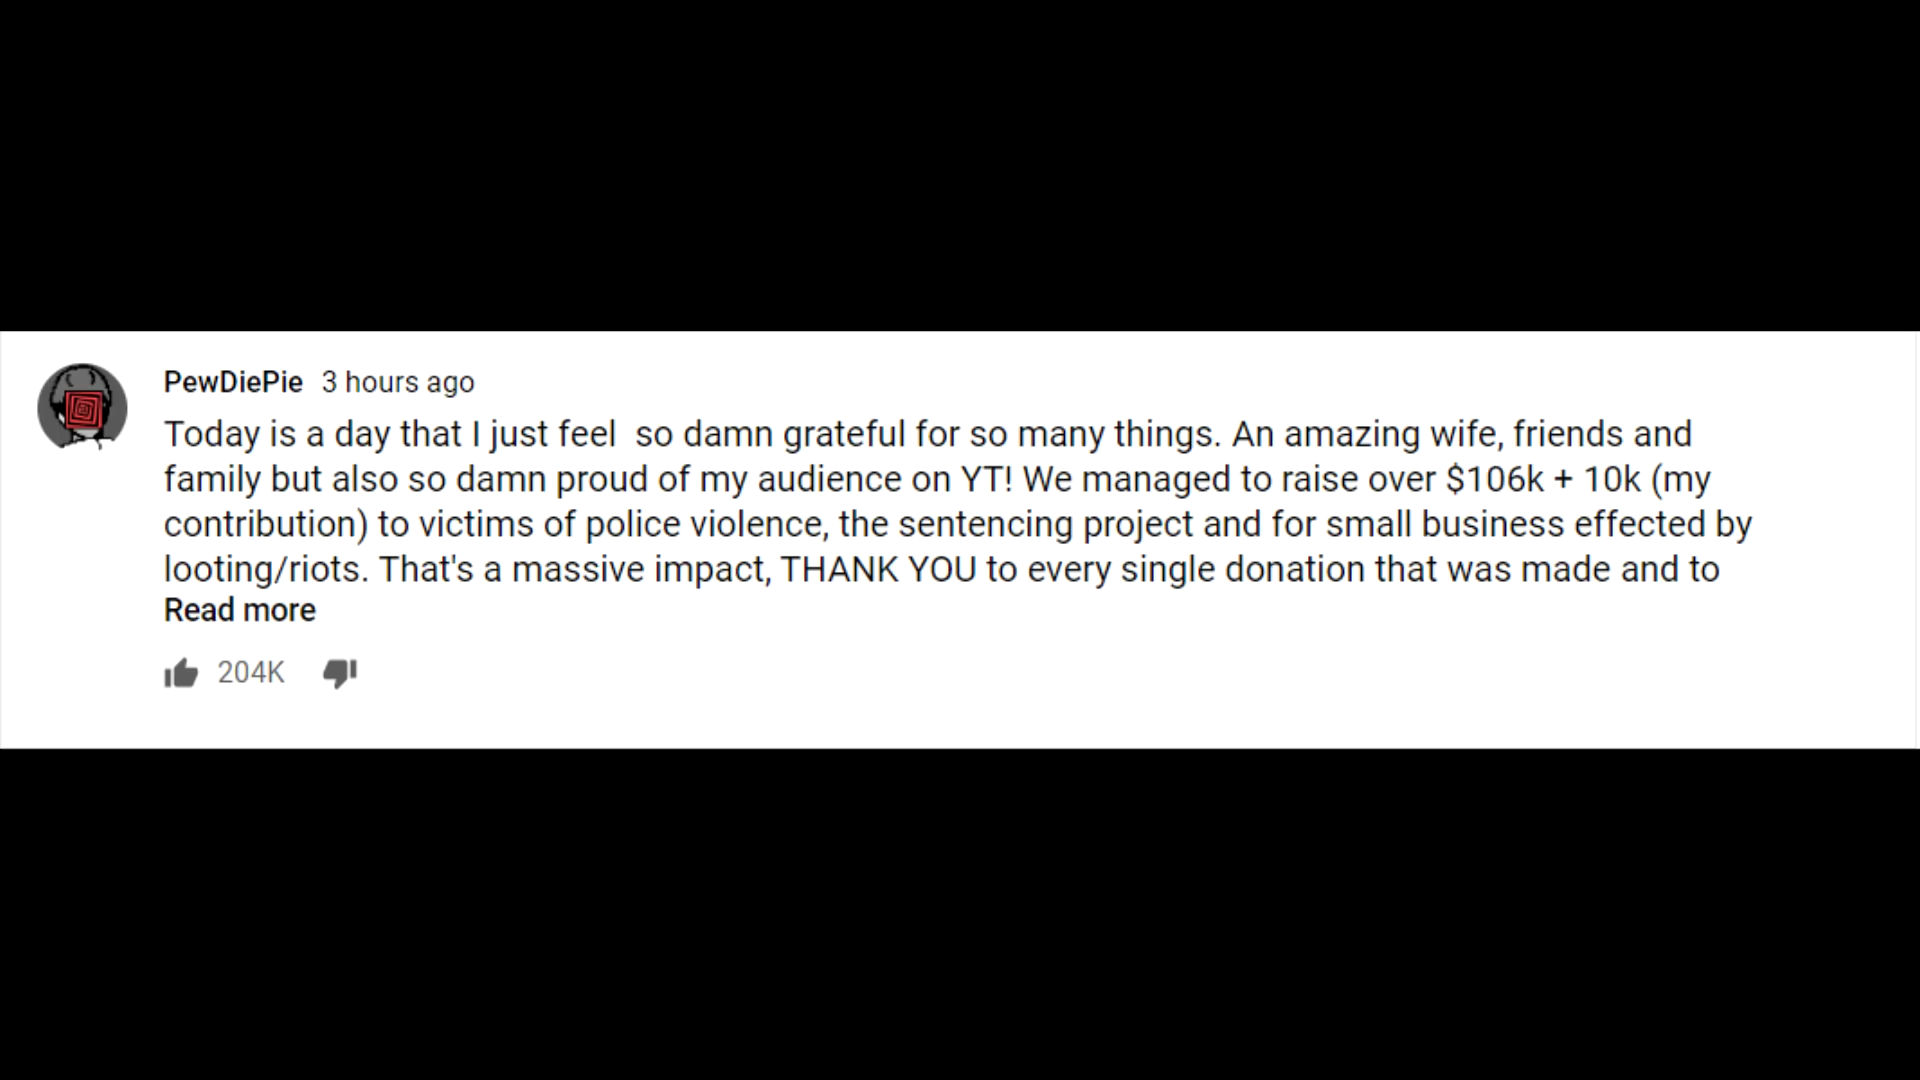 PewDiePie 3 hours ago
Today is a day that I just feel  so damn grateful for so many things. An amazing wife, friends and
family but also so damn proud of my audience on YT! We managed to raise over $106k + 10k (my
contribution) to victims of police violence, the sentencing project and for small business effected by
looting/riots. That's a massive impact, THANK YOU to every single donation that was made and to
Read more
204K